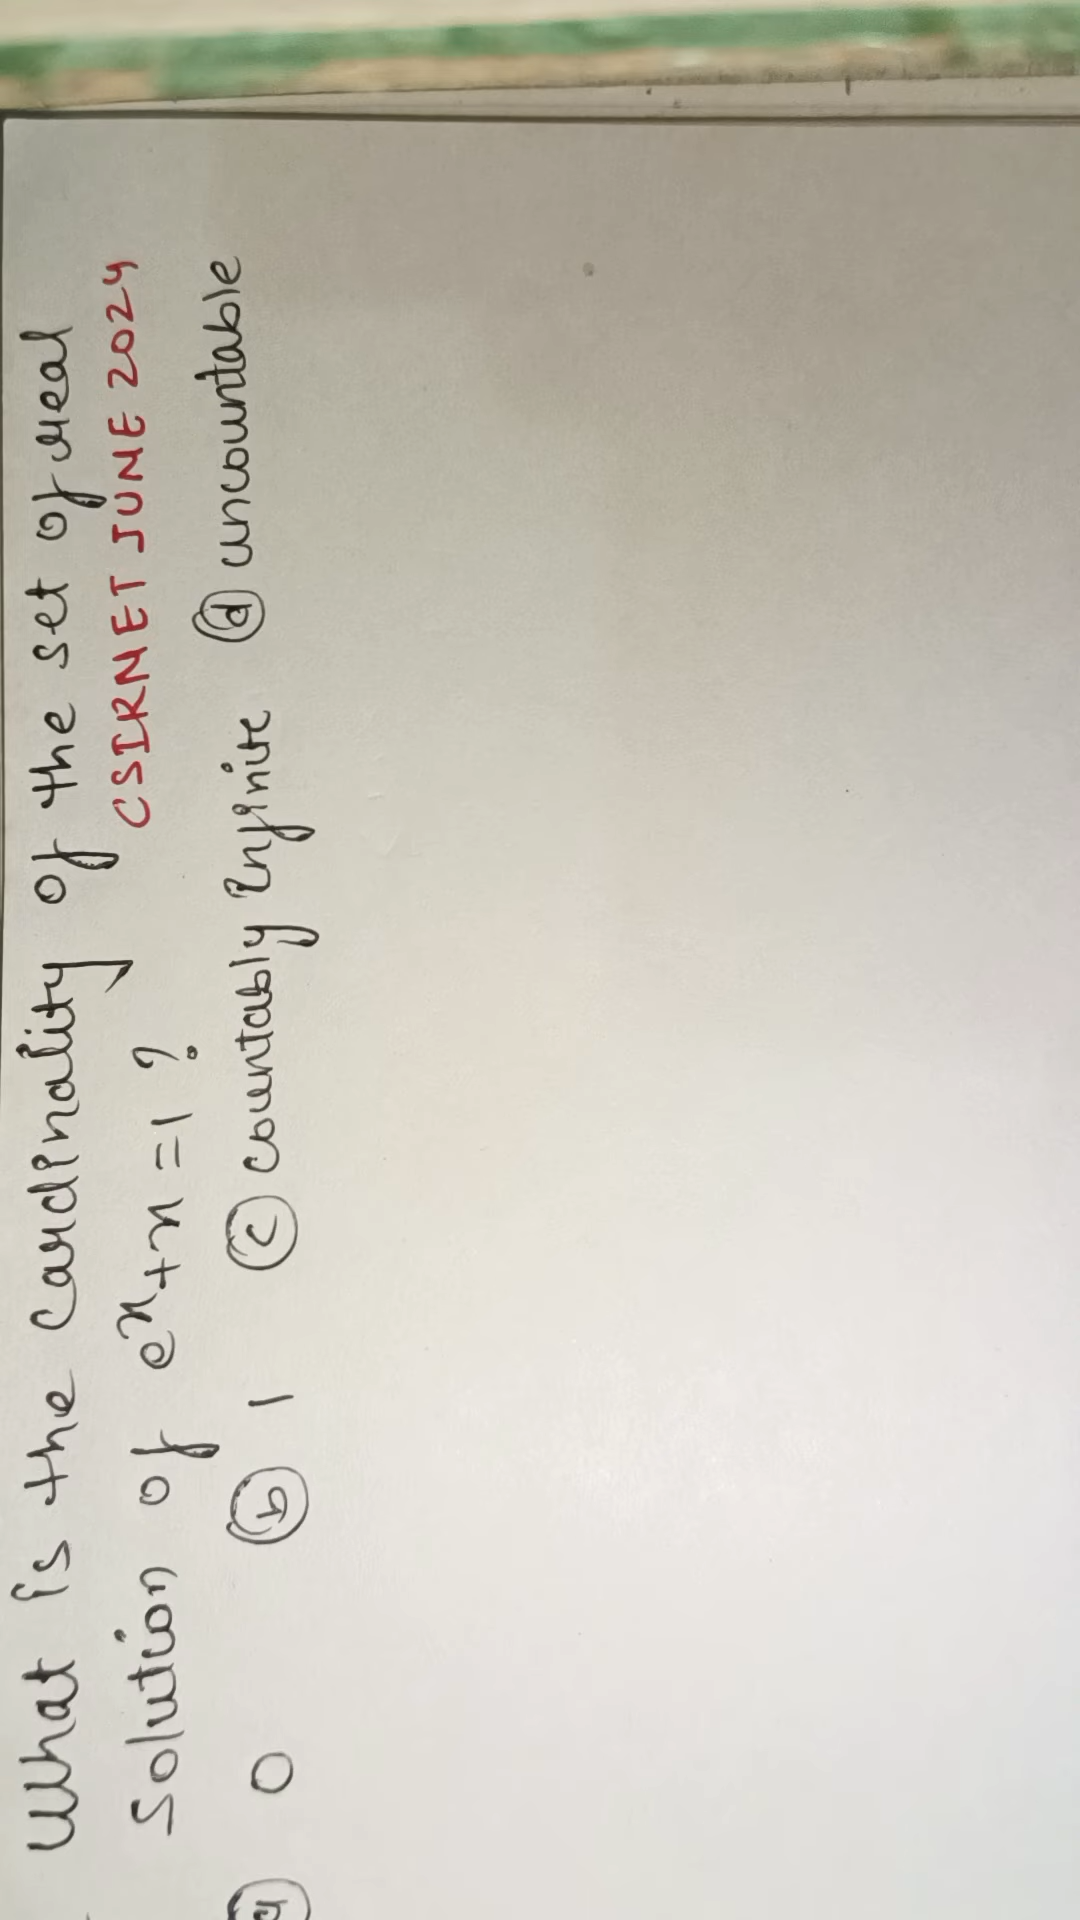 What is the cardinality of the set of real
solution of eˣ+x=1 ? CSIRNET JUNE 2024
(a) 0 (b) 1 (c) countably Infinite (d) uncountable